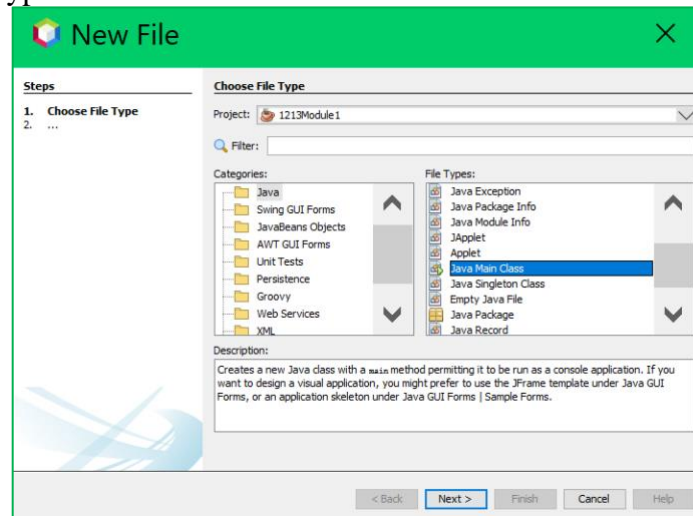 New File
Steps
1. Choose File Type
2. ...
Choose File Type
Project: 1213Module1
Filter:
Categories:
Java
Swing GUI Forms
JavaBeans Objects
AWT GUI Forms
Unit Tests
Persistence
Groovy
Web Services
XML
File Types:
Java Exception
Java Package Info
Java Module Info
JApplet
Applet
Java Main Class
Java Singleton Class
Empty Java File
Java Package
Java Record
Description:
Creates a new Java class with a main method permitting it to be run as a console application. If you
want to design a visual application, you might prefer to use the JFrame template under Java GUI
Forms, or an application skeleton under Java GUI Forms | Sample Forms.
< Back
Next >
Finish
Cancel
Help